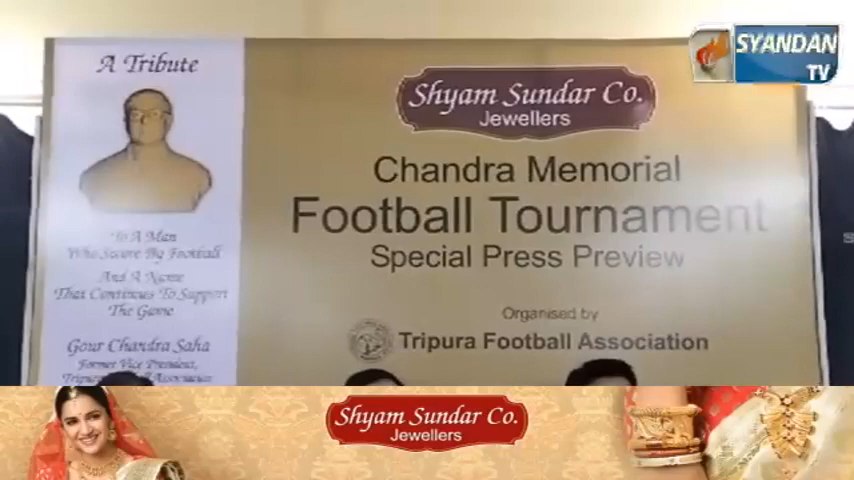 SYANDAN
TV
A Tribute
To A Man
Who Swore By Football
And A Name
That Continues To Support
The Game
Gour Chandra Saha
Former Vice President,
Shyam Sundar Co.
Jewellers
Chandra Memorial
Football Tournament
Special Press Preview
Organised by
Tripura Football Association
Shyam Sundar Co.
Jewellers